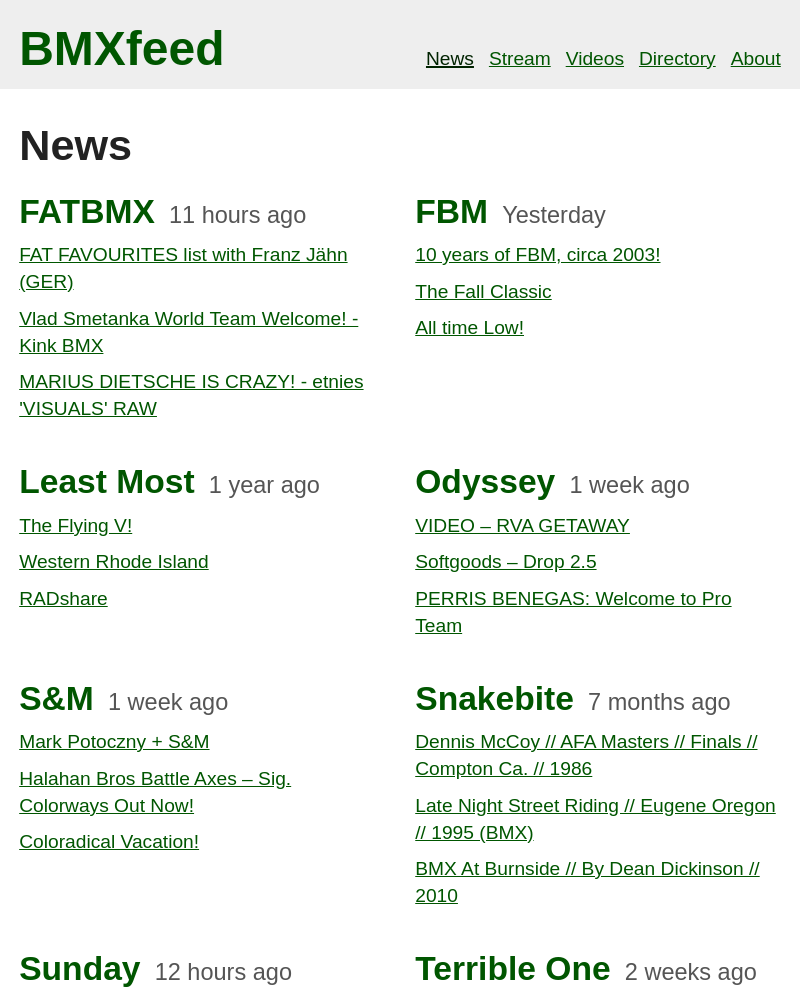 BMXfeed
News Stream Videos Directory About
News
FATBMX 11 hours ago
FAT FAVOURITES list with Franz Jähn
(GER)
Vlad Smetanka World Team Welcome! -
Kink BMX
MARIUS DIETSCHE IS CRAZY! - etnies
'VISUALS' RAW
FBM Yesterday
10 years of FBM, circa 2003!
The Fall Classic
All time Low!
Least Most 1 year ago
The Flying V!
Western Rhode Island
RADshare
Odyssey 1 week ago
VIDEO – RVA GETAWAY
Softgoods – Drop 2.5
PERRIS BENEGAS: Welcome to Pro
Team
S&M 1 week ago
Mark Potoczny + S&M
Halahan Bros Battle Axes – Sig.
Colorways Out Now!
Coloradical Vacation!
Snakebite 7 months ago
Dennis McCoy // AFA Masters // Finals //
Compton Ca. // 1986
Late Night Street Riding // Eugene Oregon
// 1995 (BMX)
BMX At Burnside // By Dean Dickinson //
2010
Sunday 12 hours ago
Terrible One 2 weeks ago